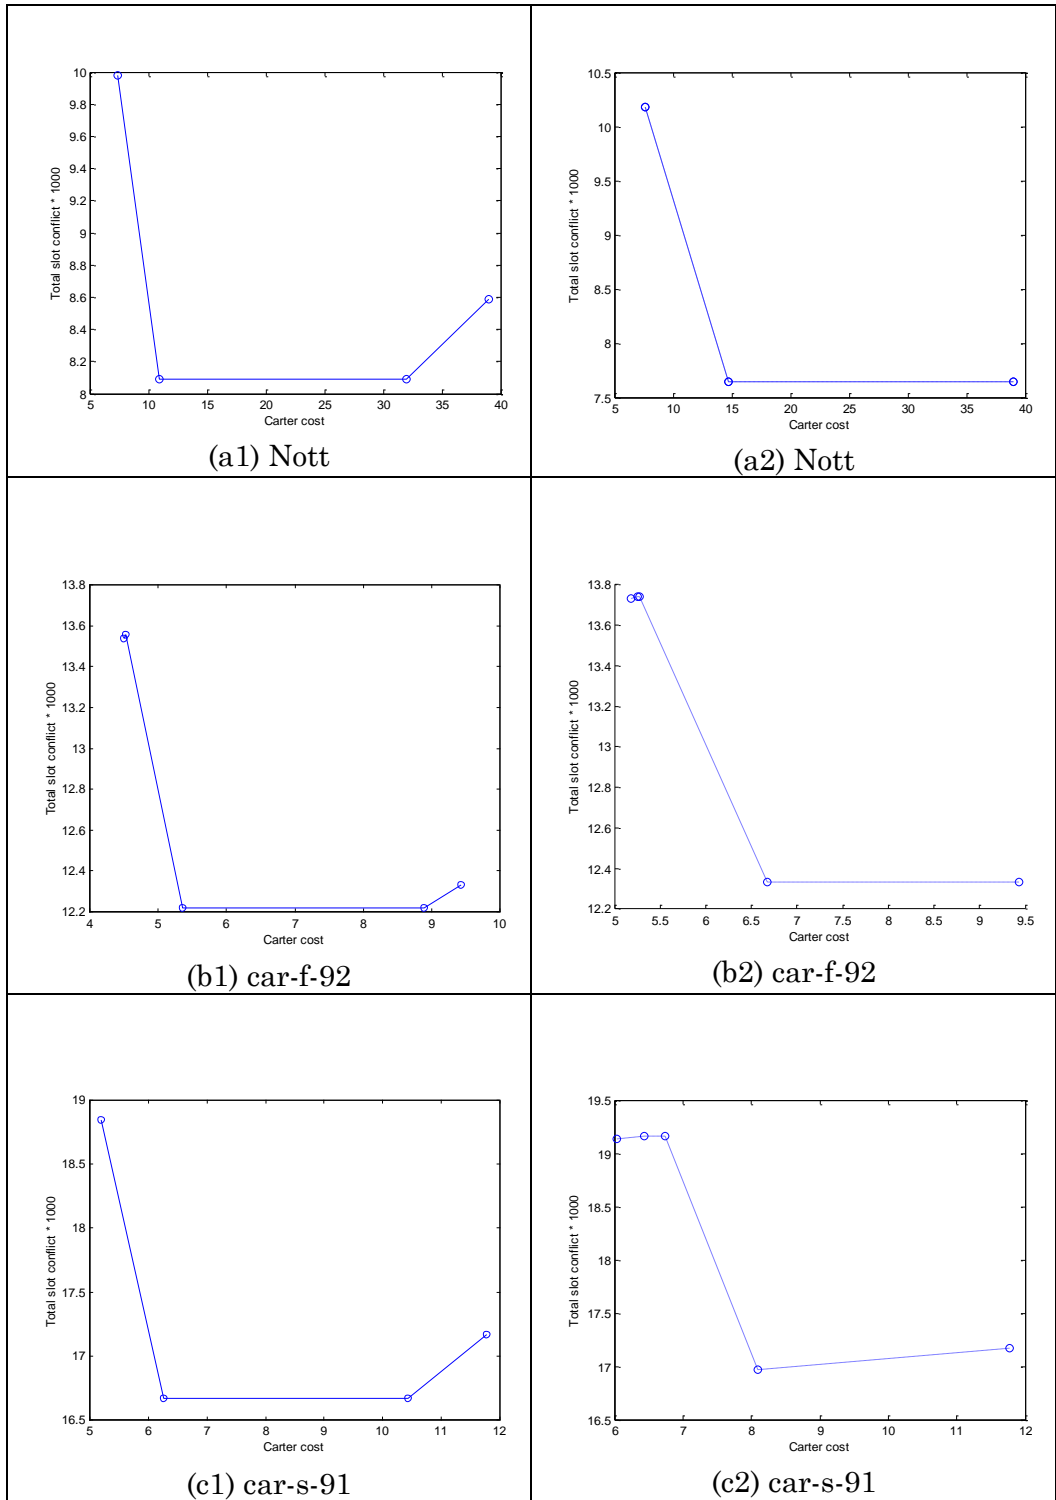 10
9.8
9.6
9.4
9.2
9
8.8
8.6
8.4
8.2
8
5 10 15 20 25 30 35 40
Total slot conflict * 1000
Carter cost
(a1) Nott
10.5
10
9.5
9
8.5
8
7.5
5 10 15 20 25 30 35 40
Total slot conflict * 1000
Carter cost
(a2) Nott
13.8
13.6
13.4
13.2
13
12.8
12.6
12.4
12.2
4 5 6 7 8 9 10
Total slot conflict * 1000
Carter cost
(b1) car-f-92
13.8
13.6
13.4
13.2
13
12.8
12.6
12.4
12.2
5 5.5 6 6.5 7 7.5 8 8.5 9 9.5
Total slot conflict * 1000
Carter cost
(b2) car-f-92
19
18.5
18
17.5
17
16.5
5 6 7 8 9 10 11 12
Total slot conflict * 1000
Carter cost
(c1) car-s-91
19.5
19
18.5
18
17.5
17
16.5
6 7 8 9 10 11 12
Total slot conflict * 1000
Carter cost
(c2) car-s-91